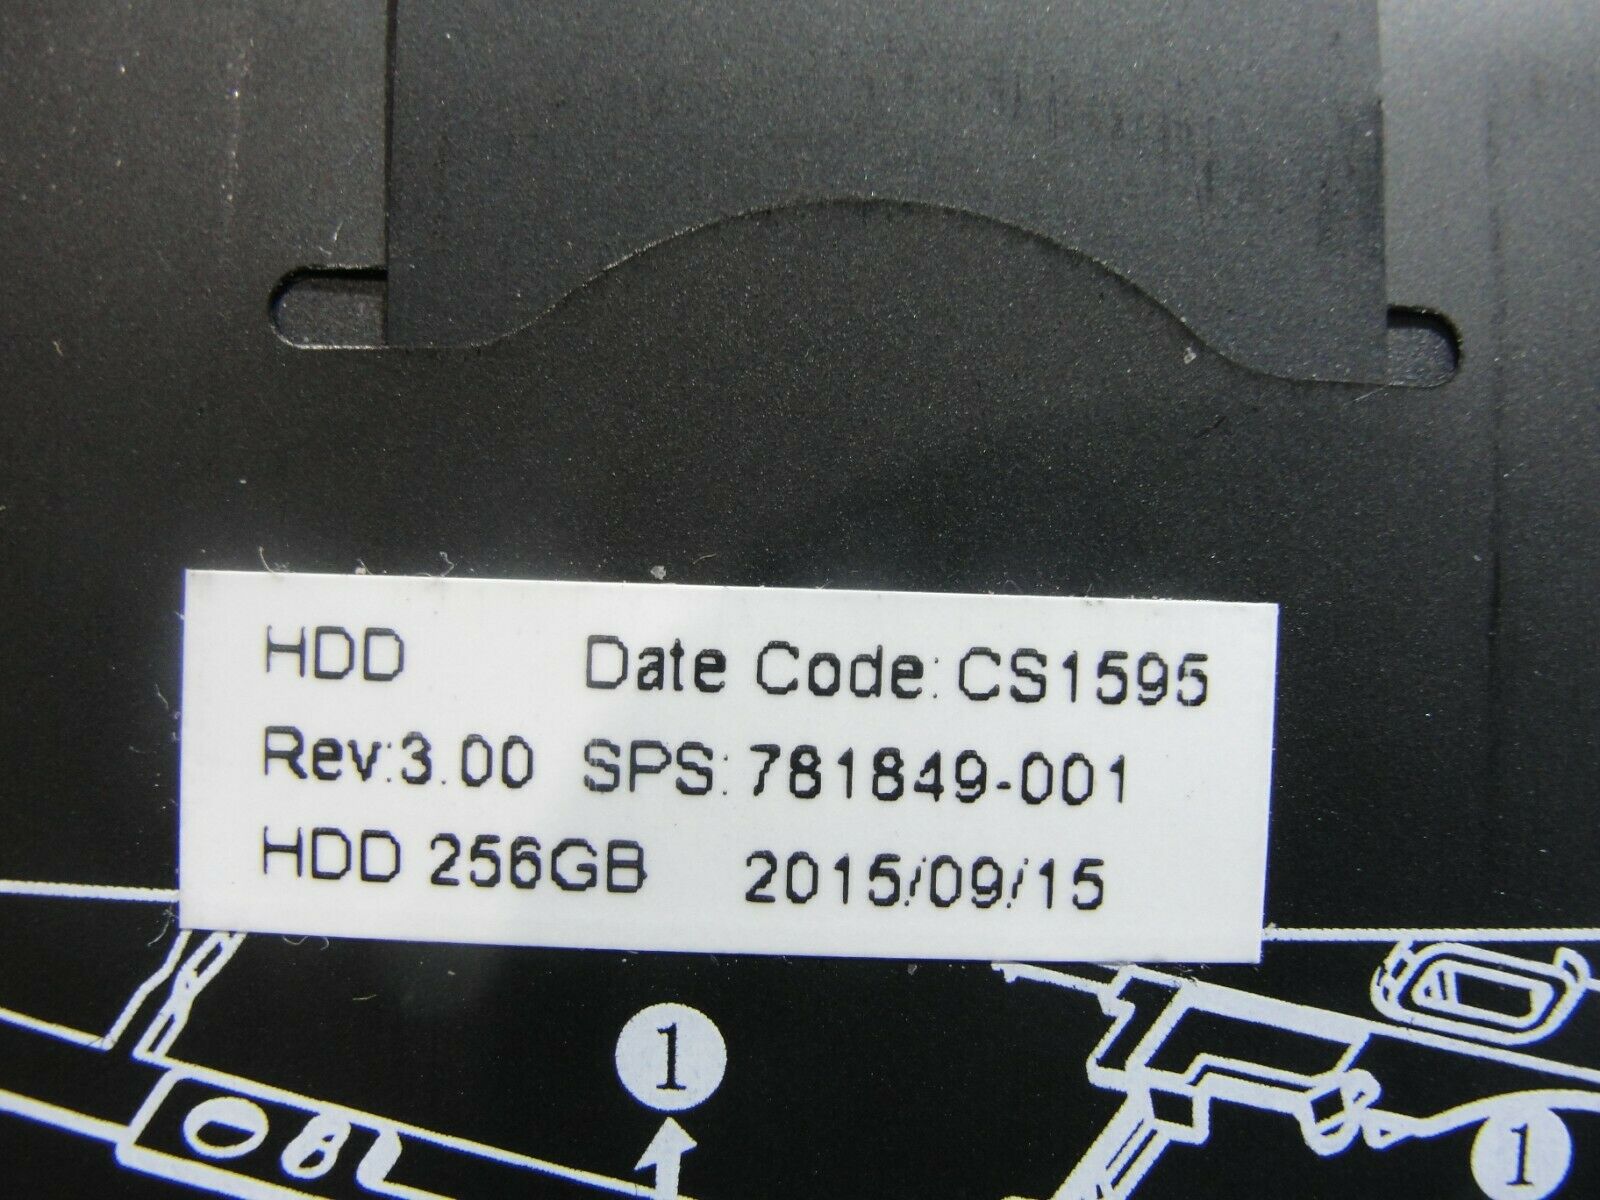 HDD Date Code: CS1595
Rev:3.00 SPS: 781849-001
HDD 256GB 2015/09/15
1
1